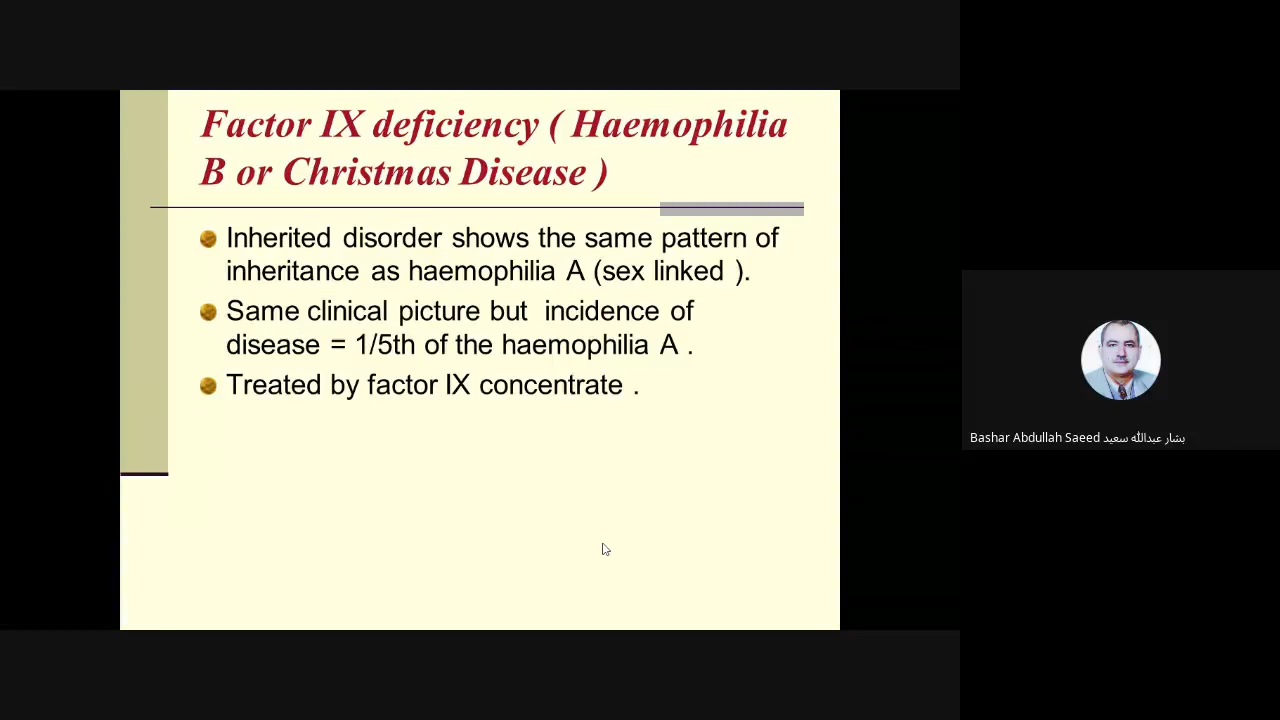 Factor IX deficiency ( Haemophilia
B or Christmas Disease )
Inherited disorder shows the same pattern of
inheritance as haemophilia A (sex linked ).
Same clinical picture but incidence of
disease = 1/5th of the haemophilia A .
Treated by factor IX concentrate .
Bashar Abdullah Saeed بشار عبدالله سعيد